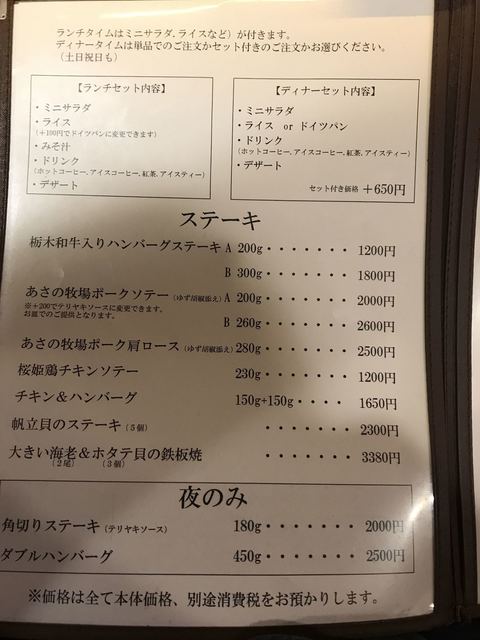 ランチタイムはミニサラダ、ライスなど）が付きます。
ディナータイムは単品でのご注文かセット付きのご注文かお選びください。
（土日祝日も）
【ランチセット内容】
・ミニサラダ
・ライス
（＋100円でドイツパンに変更できます）
・みそ汁
・ドリンク
（ホットコーヒー、アイスコーヒー、紅茶、アイスティー）
・デザート
【ディナーセット内容】
・ミニサラダ
・ライス or ドイツパン
・ドリンク
（ホットコーヒー、アイスコーヒー、紅茶、アイスティー）
・デザート
セット付き価格 ＋650円
ステーキ
栃木和牛入りハンバーグステーキ A 200g・・・・・・・ 1200円
B 300g・・・・・・・ 1800円
あさの牧場ポークソテー（ゆず胡椒添え） A 200g・・・・・・・ 2000円
※＋200でテリヤキソースに変更できます。
お皿でのご提供となります。
B 260g・・・・・・・ 2600円
あさの牧場ポーク肩ロース（ゆず胡椒添え） 280g・・・・・・・ 2500円
桜姫鶏チキンソテー 230g・・・・・・・ 1200円
チキン＆ハンバーグ 150g+150g・・・・ 1650円
帆立貝のステーキ（5個） ・・・・・・・ 2300円
大きい海老＆ホタテ貝の鉄板焼 ・・・・・・・ 3380円
（2尾） （3個）
夜のみ
角切りステーキ（テリヤキソース） 180g・・・・・・・ 2000円
ダブルハンバーグ 450g・・・・・・・ 2500円
※価格は全て本体価格、別途消費税をお預かりします。